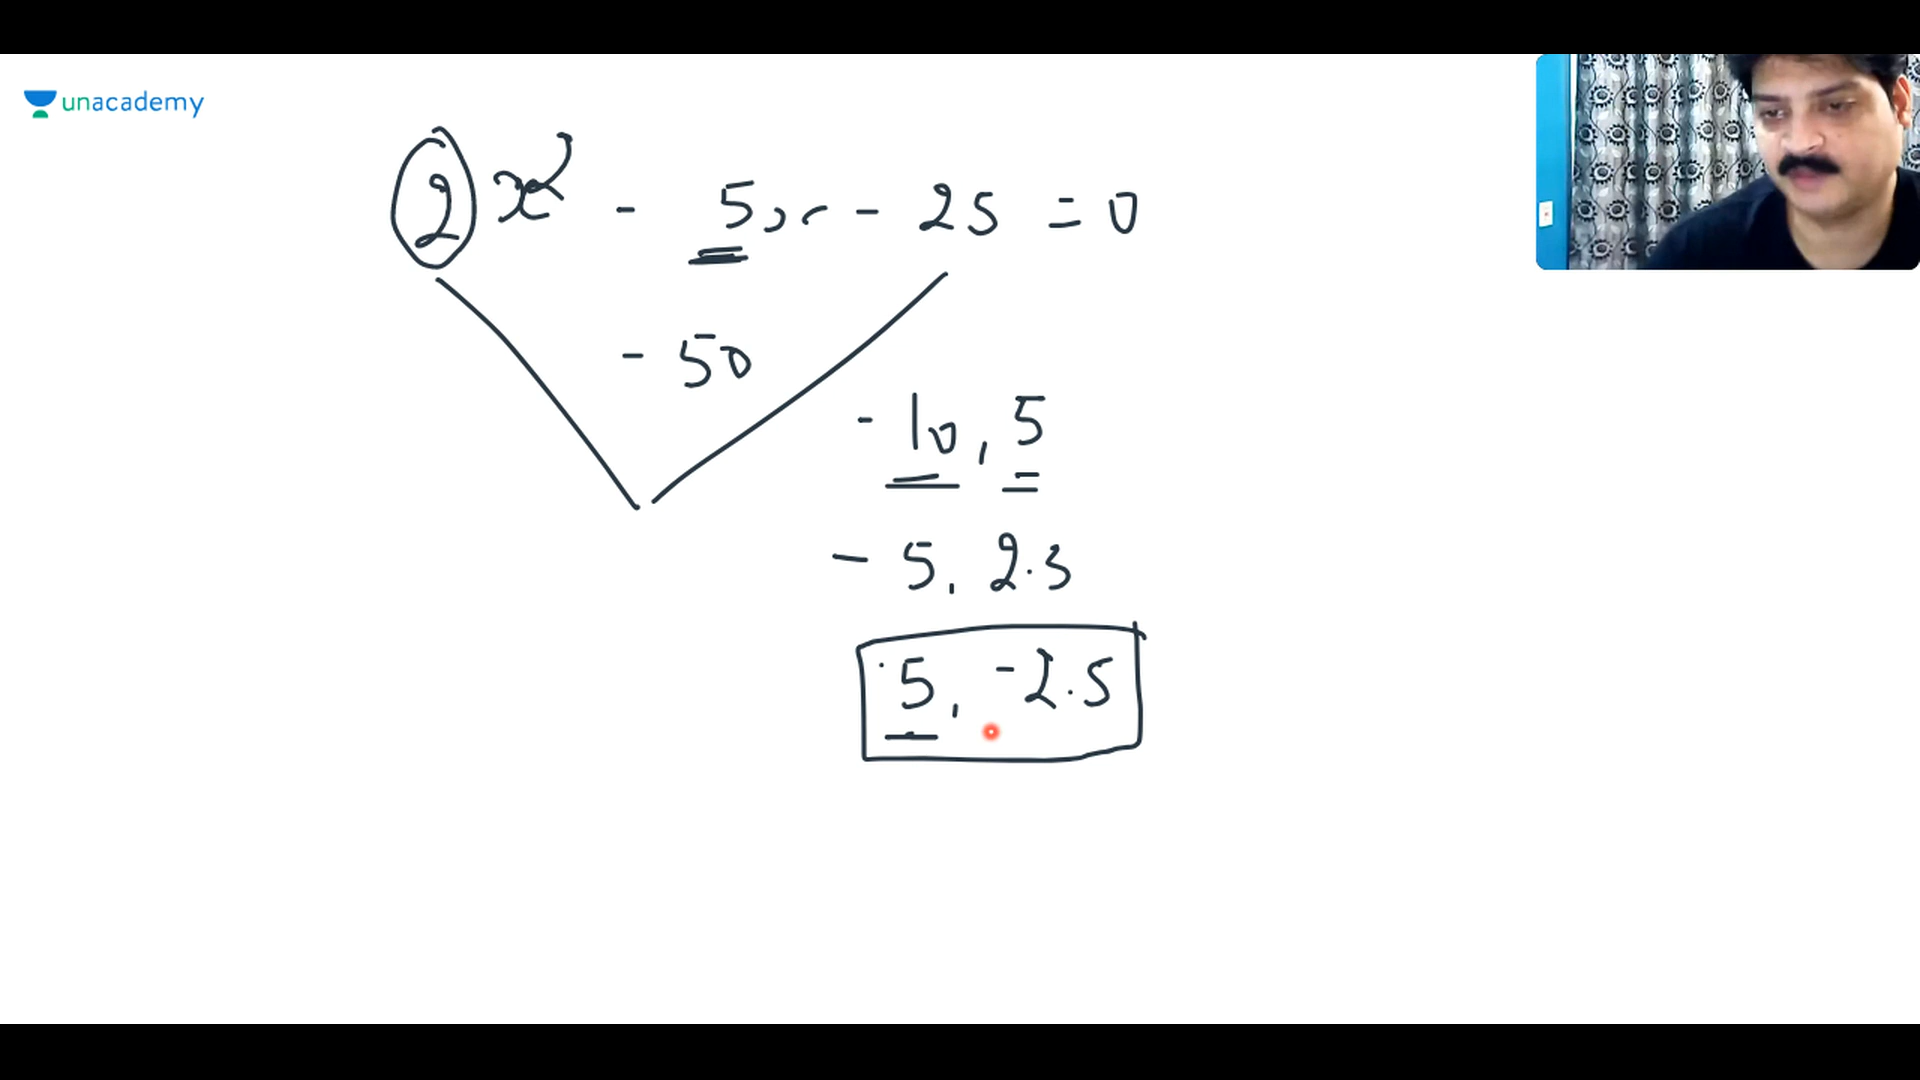 unacademy
2x² - 5x - 25 = 0
- 50
- 10, 5
- 5, 2.5
5, -2.5